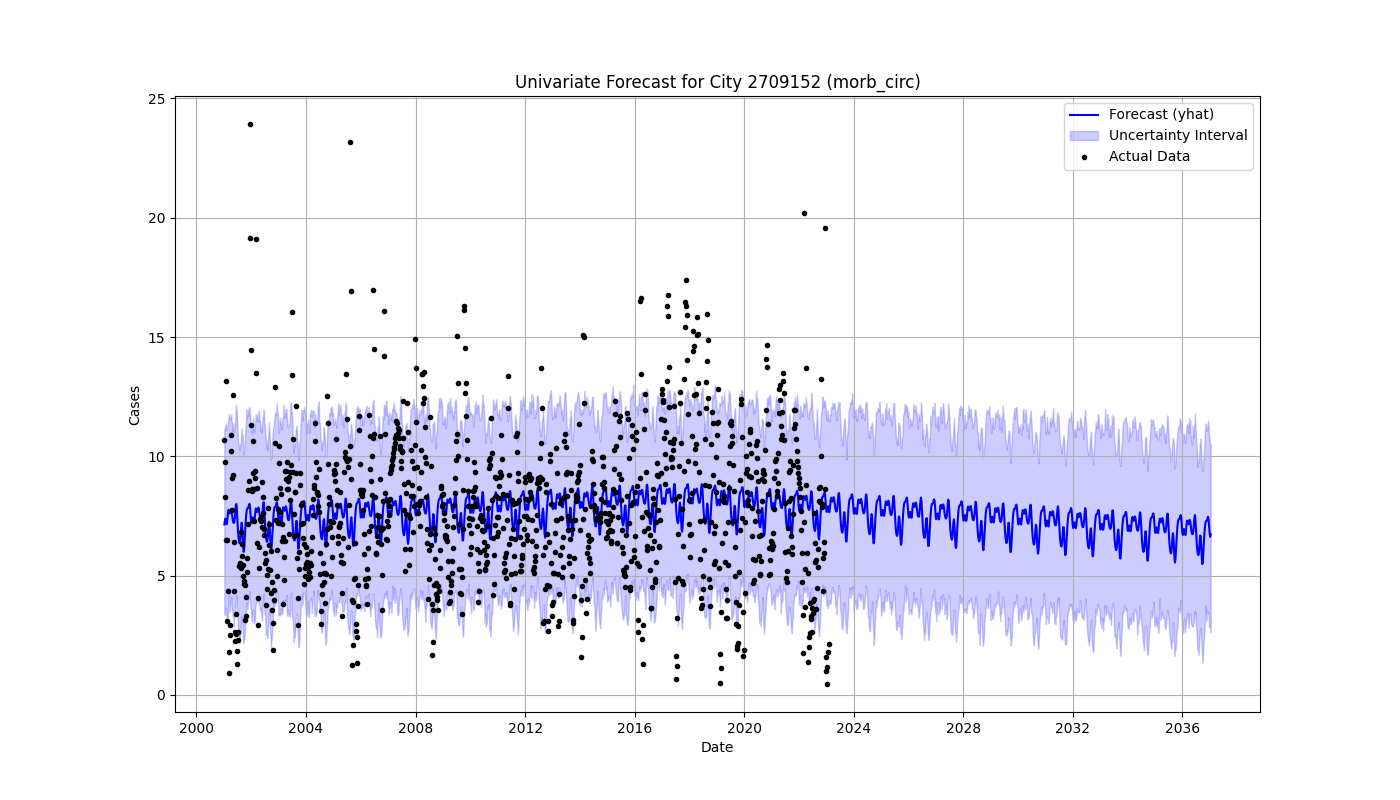 Univariate Forecast for City 2709152 (morb_circ)
Forecast (yhat)
Uncertainty Interval
Actual Data
Cases
25
20
15
10
5
0
2000 2004 2008 2012 2016 2020 2024 2028 2032 2036
Date